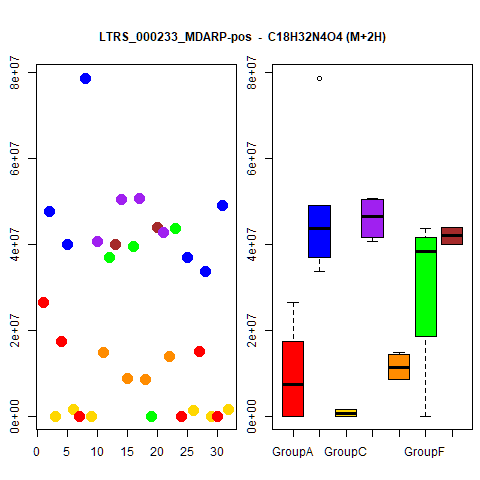 LTRS_000233_MDARP-pos - C18H32N4O4 (M+2H)
0e+00 2e+07 4e+07 6e+07 8e+07
0 5 10 15 20 25 30
0e+00 2e+07 4e+07 6e+07 8e+07
GroupA GroupC GroupF